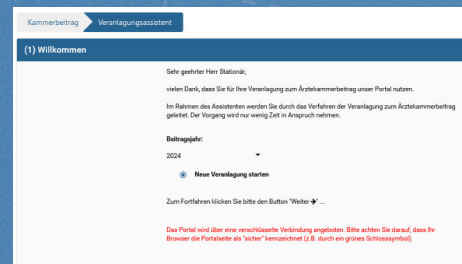 Kammerbeitrag Veranlagungsassistent
(1) Willkommen
Sehr geehrter Herr Stationär,
vielen Dank, dass Sie für Ihre Veranlagung zum Ärztekammerbeitrag unser Portal nutzen.
Im Rahmen des Assistenten werden Sie durch das Verfahren der Veranlagung zum Ärztekammerbeitrag
geleitet. Der Vorgang wird nur wenig Zeit in Anspruch nehmen.
Beitragsjahr:
2024
Neue Veranlagung starten
Zum Fortfahren klicken Sie bitte den Button "Weiter ➔" ...
Das Portal wird über eine verschlüsselte Verbindung angeboten. Bitte achten Sie darauf, dass Ihr
Browser die Portalseite als "sicher" kennzeichnet (z.B. durch ein grünes Schlosssymbol).